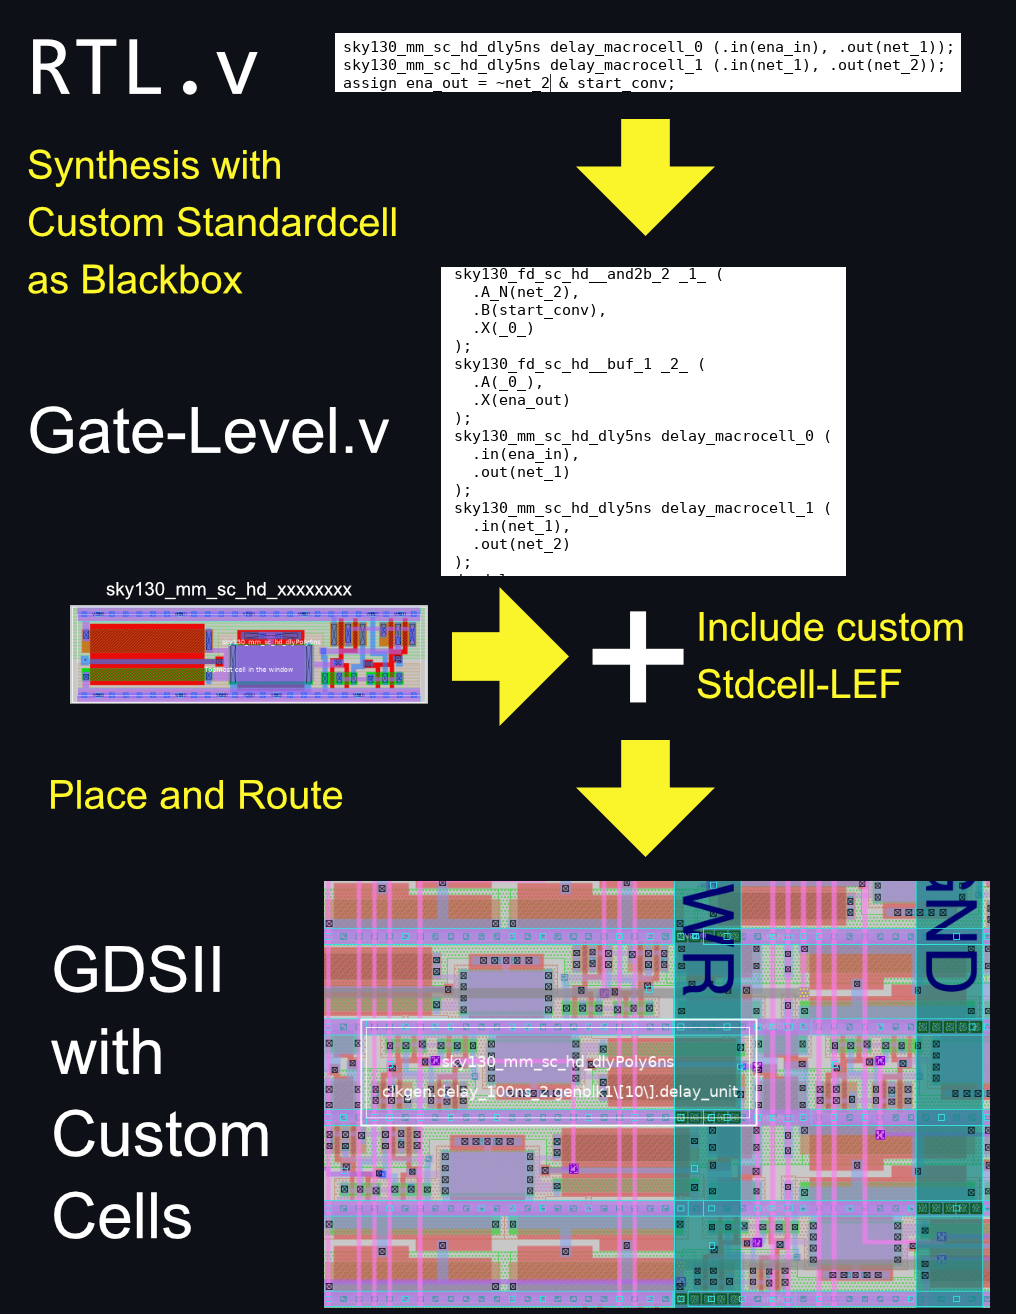 RTL.v
sky130_mm_sc_hd_dly5ns delay_macrocell_0 (.in(ena_in), .out(net_1));
sky130_mm_sc_hd_dly5ns delay_macrocell_1 (.in(net_1), .out(net_2));
assign ena_out = ~net_2 & start_conv;
Synthesis with
Custom Standardcell
as Blackbox
Gate-Level.v
sky130_fd_sc_hd__and2b_2 _1_ (
.A_N(net_2),
.B(start_conv),
.X(_0_)
);
sky130_fd_sc_hd__buf_1 _2_ (
.A(_0_),
.X(ena_out)
);
sky130_mm_sc_hd_dly5ns delay_macrocell_0 (
.in(ena_in),
.out(net_1)
);
sky130_mm_sc_hd_dly5ns delay_macrocell_1 (
.in(net_1),
.out(net_2)
);
sky130_mm_sc_hd_xxxxxxxx
sky130_mm_sc_hd_dlyPoly5ns
Topmost cell in the window
Include custom
Stdcell-LEF
Place and Route
GDSII
with
Custom
Cells
WR
GND
sky130_mm_sc_hd_dlyPoly6ns
clkgen.delay_100ns_2.genblk1\[10\].delay_unit